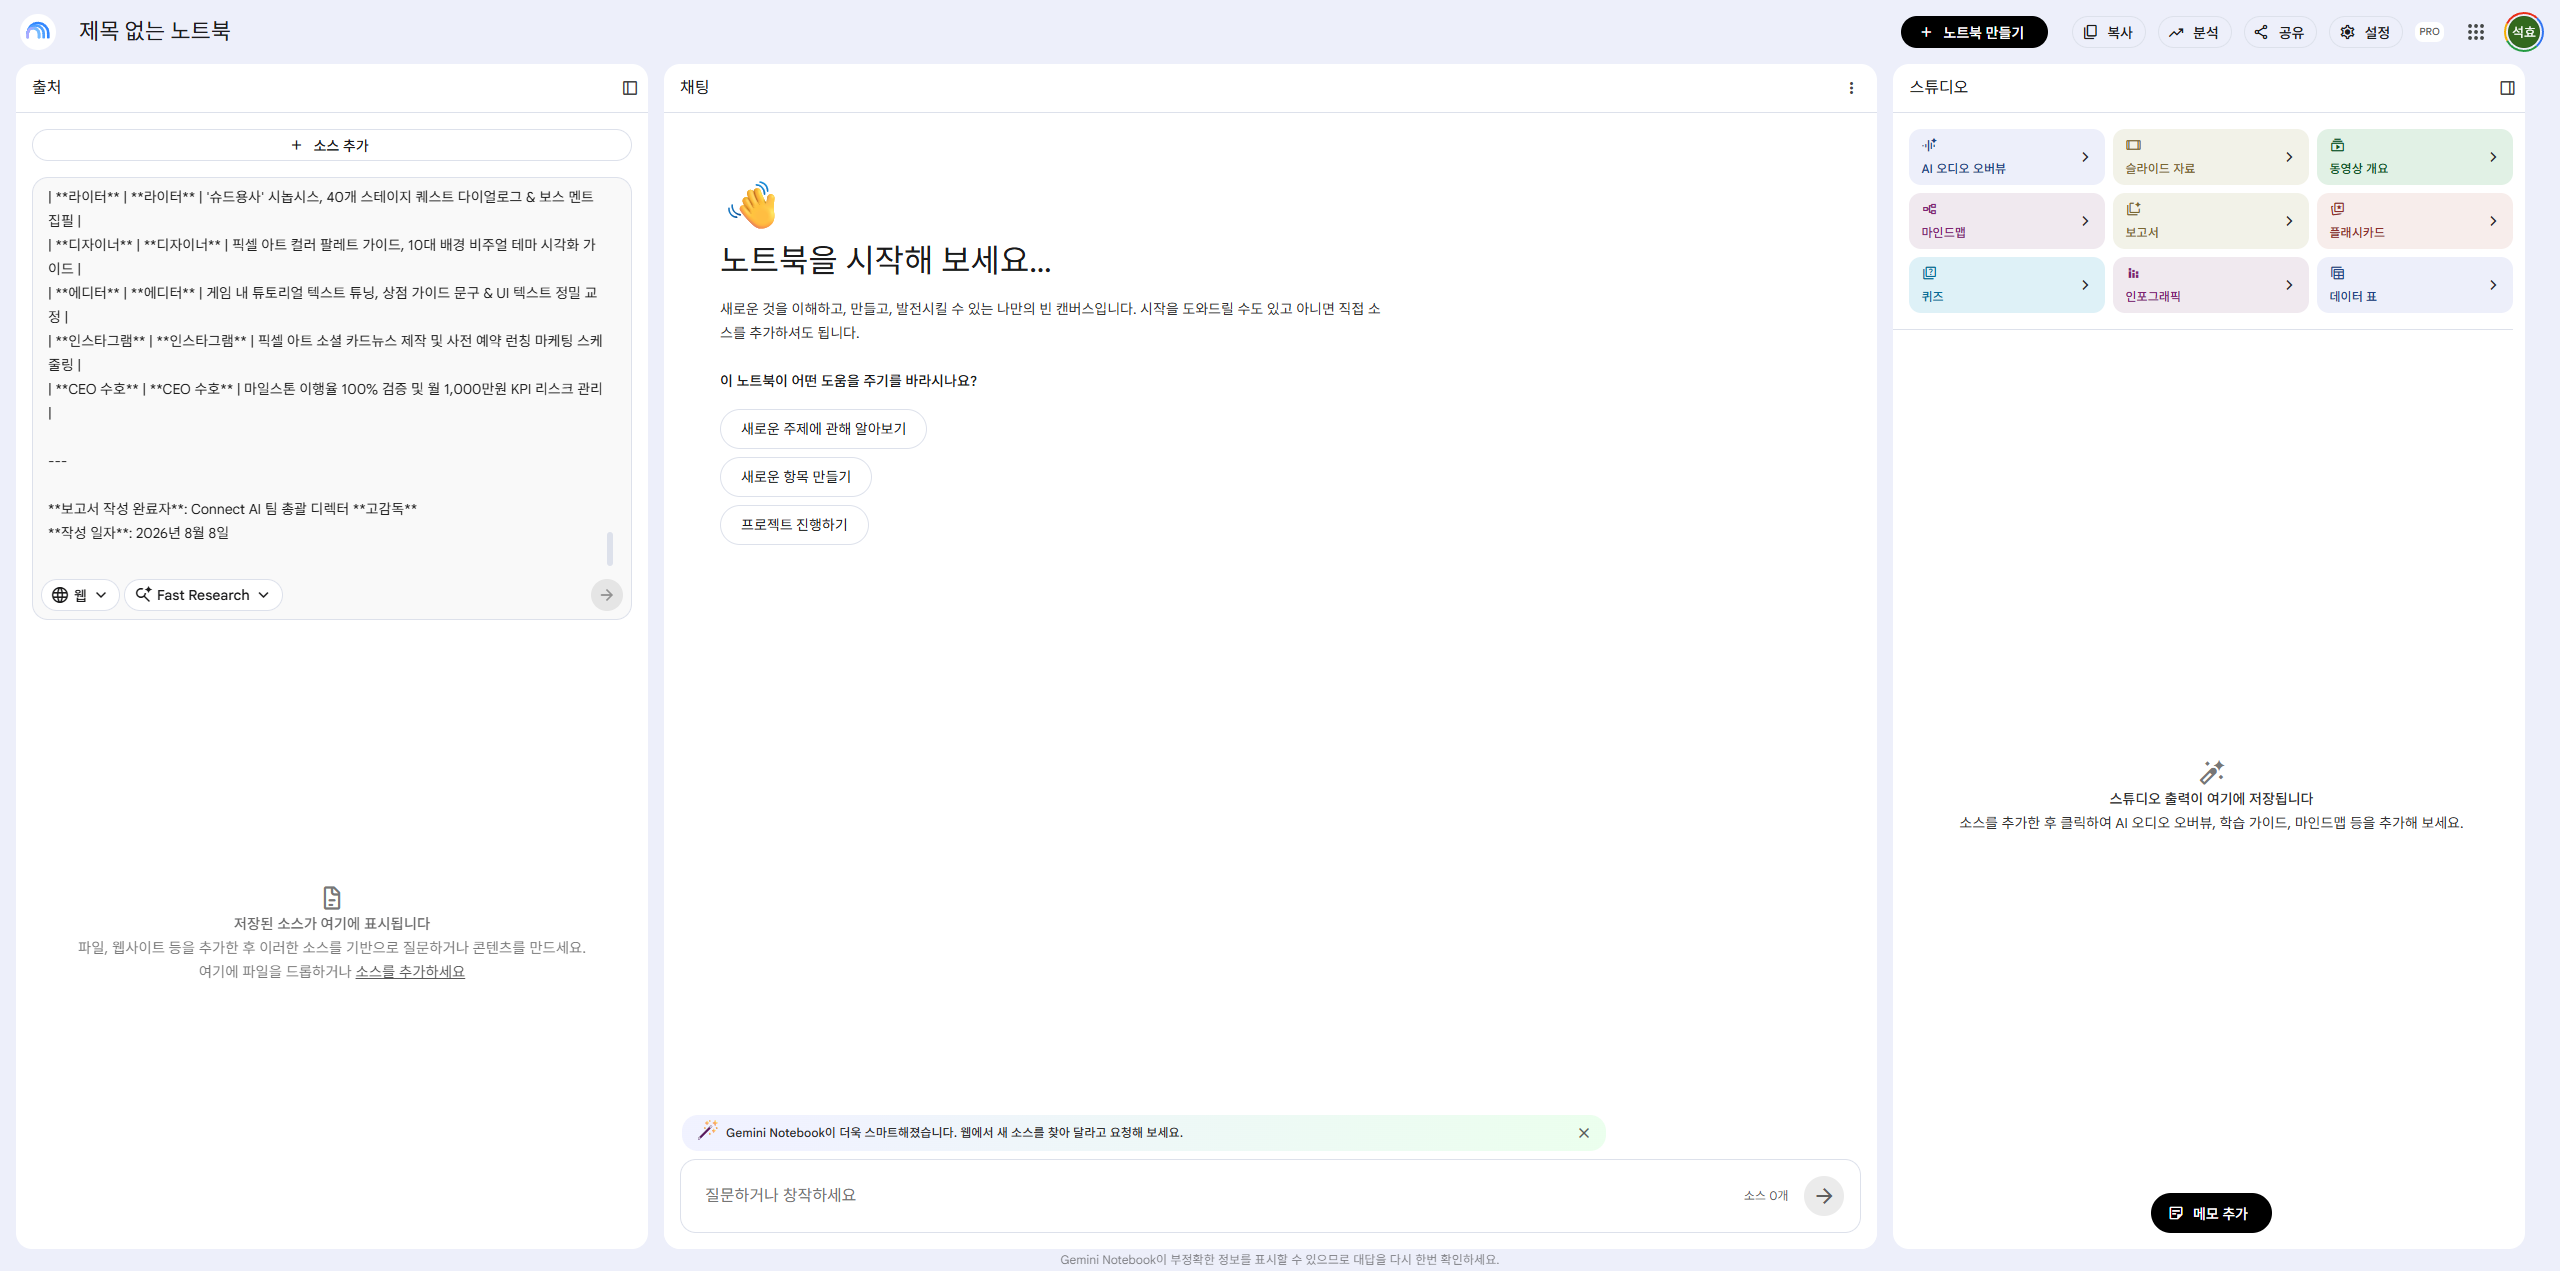 제목 없는 노트북
+ 노트북 만들기
복사
분석
공유
설정
PRO
석효
출처
+ 소스 추가
| **라이터** | **라이터** | '슈드용사' 시놉시스, 40개 스테이지 퀘스트 다이얼로그 & 보스 멘트
집필 |
| **디자이너** | **디자이너** | 픽셀 아트 컬러 팔레트 가이드, 10대 배경 비주얼 테마 시각화 가
이드 |
| **에디터** | **에디터** | 게임 내 튜토리얼 텍스트 튜닝, 상점 가이드 문구 & UI 텍스트 정밀 교
정 |
| **인스타그램** | **인스타그램** | 픽셀 아트 소셜 카드뉴스 제작 및 사전 예약 런칭 마케팅 스케
줄링 |
| **CEO 수호** | **CEO 수호** | 마일스톤 이행율 100% 검증 및 월 1,000만원 KPI 리스크 관리
|
---
**보고서 작성 완료자**: Connect AI 팀 총괄 디렉터 **고감독**
**작성 일자**: 2026년 8월 8일
웹
Fast Research
저장된 소스가 여기에 표시됩니다
파일, 웹사이트 등을 추가한 후 이러한 소스를 기반으로 질문하거나 콘텐츠를 만드세요.
여기에 파일을 드롭하거나 소스를 추가하세요
채팅
노트북을 시작해 보세요...
새로운 것을 이해하고, 만들고, 발전시킬 수 있는 나만의 빈 캔버스입니다. 시작을 도와드릴 수도 있고 아니면 직접 소
스를 추가하셔도 됩니다.
이 노트북이 어떤 도움을 주기를 바라시나요?
새로운 주제에 관해 알아보기
새로운 항목 만들기
프로젝트 진행하기
Gemini Notebook이 더욱 스마트해졌습니다. 웹에서 새 소스를 찾아 달라고 요청해 보세요.
질문하거나 창작하세요
소스 0개
Gemini Notebook이 부정확한 정보를 표시할 수 있으므로 대답을 다시 한번 확인하세요.
스튜디오
AI 오디오 오버뷰
슬라이드 자료
동영상 개요
마인드맵
보고서
플래시카드
퀴즈
인포그래픽
데이터 표
스튜디오 출력이 여기에 저장됩니다
소스를 추가한 후 클릭하여 AI 오디오 오버뷰, 학습 가이드, 마인드맵 등을 추가해 보세요.
메모 추가